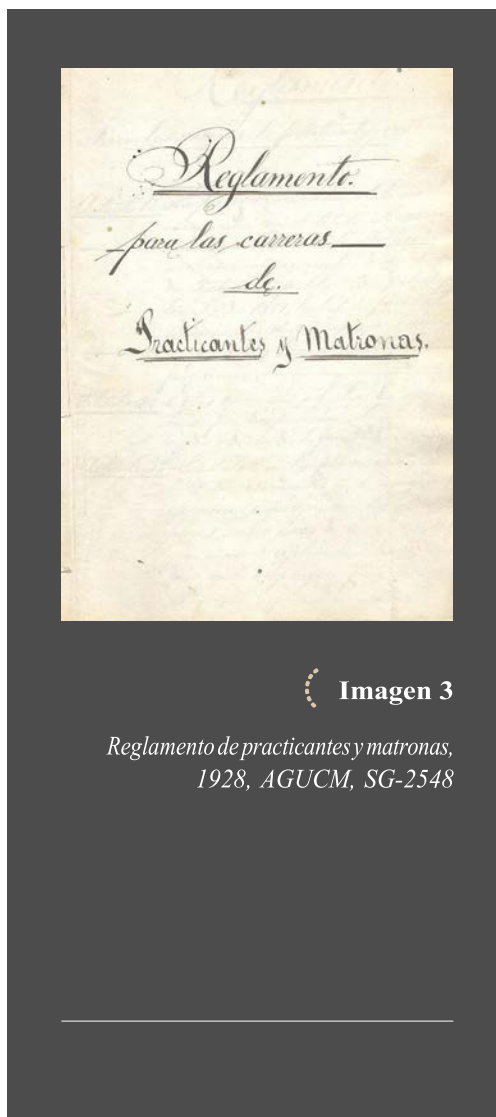 Reglamento.
para las carreras
de.
Practicantes y Matronas.
Imagen 3
Reglamento de practicantes y matronas,
1928, AGUCM, SG-2548